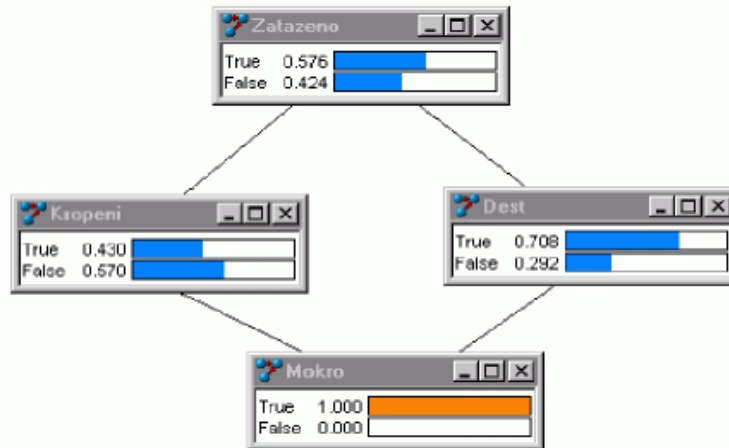 Zatazeno
True 0.576
False 0.424
Kropeni
True 0.430
False 0.570
Dest
True 0.708
False 0.292
Mokro
True 1.000
False 0.000